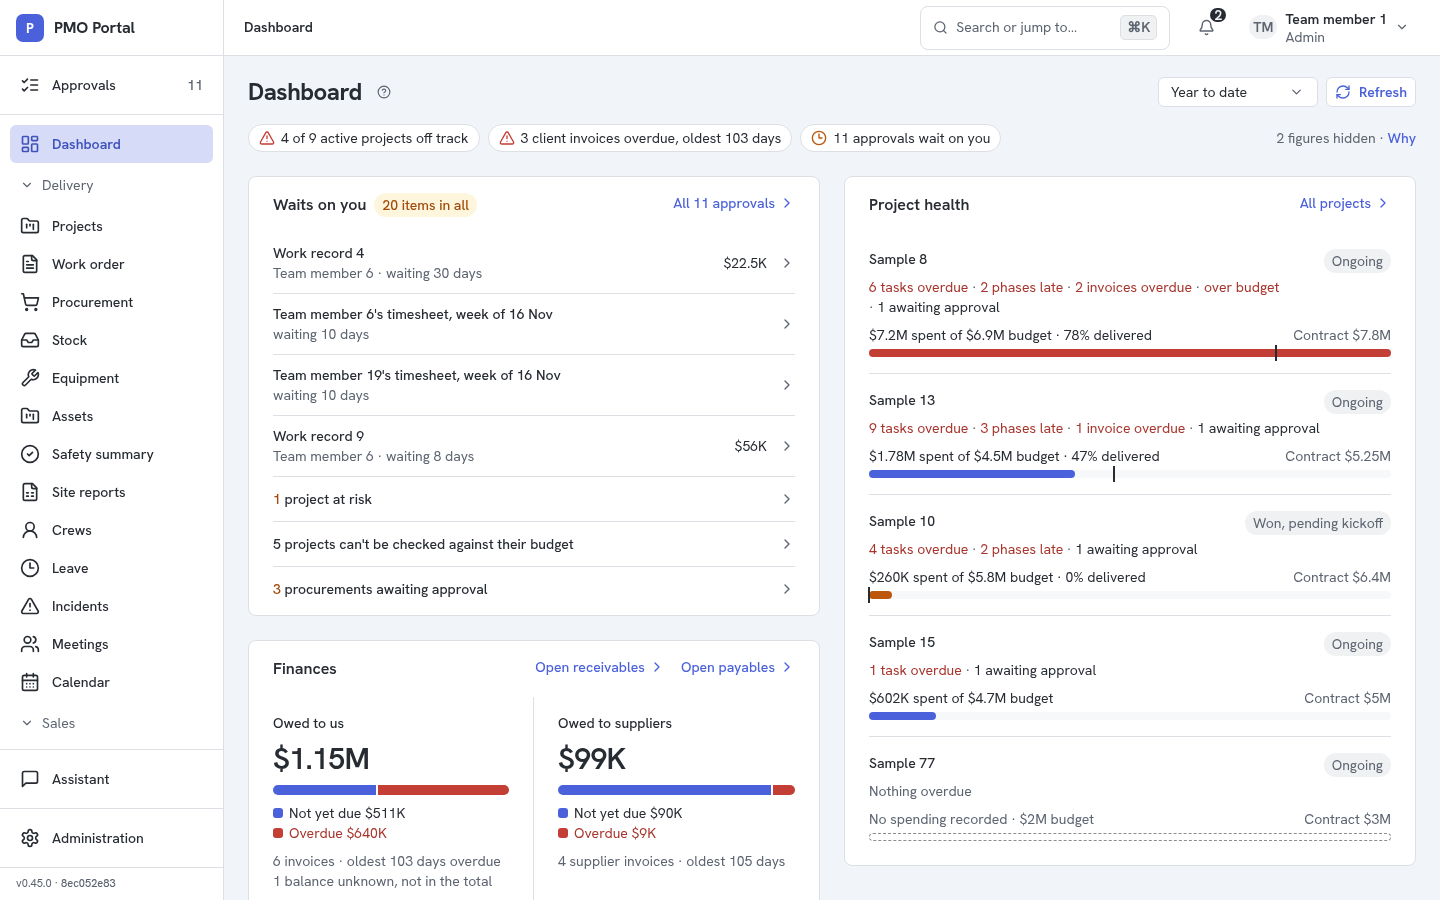 P PMO Portal
Dashboard
Search or jump to...
⌘K
2
TM
Team member 1
Admin
Approvals 11
Dashboard
Delivery
Projects
Work order
Procurement
Stock
Equipment
Assets
Safety summary
Site reports
Crews
Leave
Incidents
Meetings
Calendar
Sales
Assistant
Administration
v0.45.0 · 8ec052e83
Dashboard
Year to date
Refresh
4 of 9 active projects off track
3 client invoices overdue, oldest 103 days
11 approvals wait on you
2 figures hidden · Why
Waits on you 20 items in all
All 11 approvals
Work record 4
Team member 6 · waiting 30 days
$22.5K
Team member 6's timesheet, week of 16 Nov
waiting 10 days
Team member 19's timesheet, week of 16 Nov
waiting 10 days
Work record 9
Team member 6 · waiting 8 days
$56K
1 project at risk
5 projects can't be checked against their budget
3 procurements awaiting approval
Finances
Open receivables
Open payables
Owed to us
$1.15M
Not yet due $511K
Overdue $640K
6 invoices · oldest 103 days overdue
1 balance unknown, not in the total
Owed to suppliers
$99K
Not yet due $90K
Overdue $9K
4 supplier invoices · oldest 105 days
Project health
All projects
Sample 8
Ongoing
6 tasks overdue · 2 phases late · 2 invoices overdue · over budget
· 1 awaiting approval
$7.2M spent of $6.9M budget · 78% delivered
Contract $7.8M
Sample 13
Ongoing
9 tasks overdue · 3 phases late · 1 invoice overdue · 1 awaiting approval
$1.78M spent of $4.5M budget · 47% delivered
Contract $5.25M
Sample 10
Won, pending kickoff
4 tasks overdue · 2 phases late · 1 awaiting approval
$260K spent of $5.8M budget · 0% delivered
Contract $6.4M
Sample 15
Ongoing
1 task overdue · 1 awaiting approval
$602K spent of $4.7M budget
Contract $5M
Sample 77
Ongoing
Nothing overdue
No spending recorded · $2M budget
Contract $3M